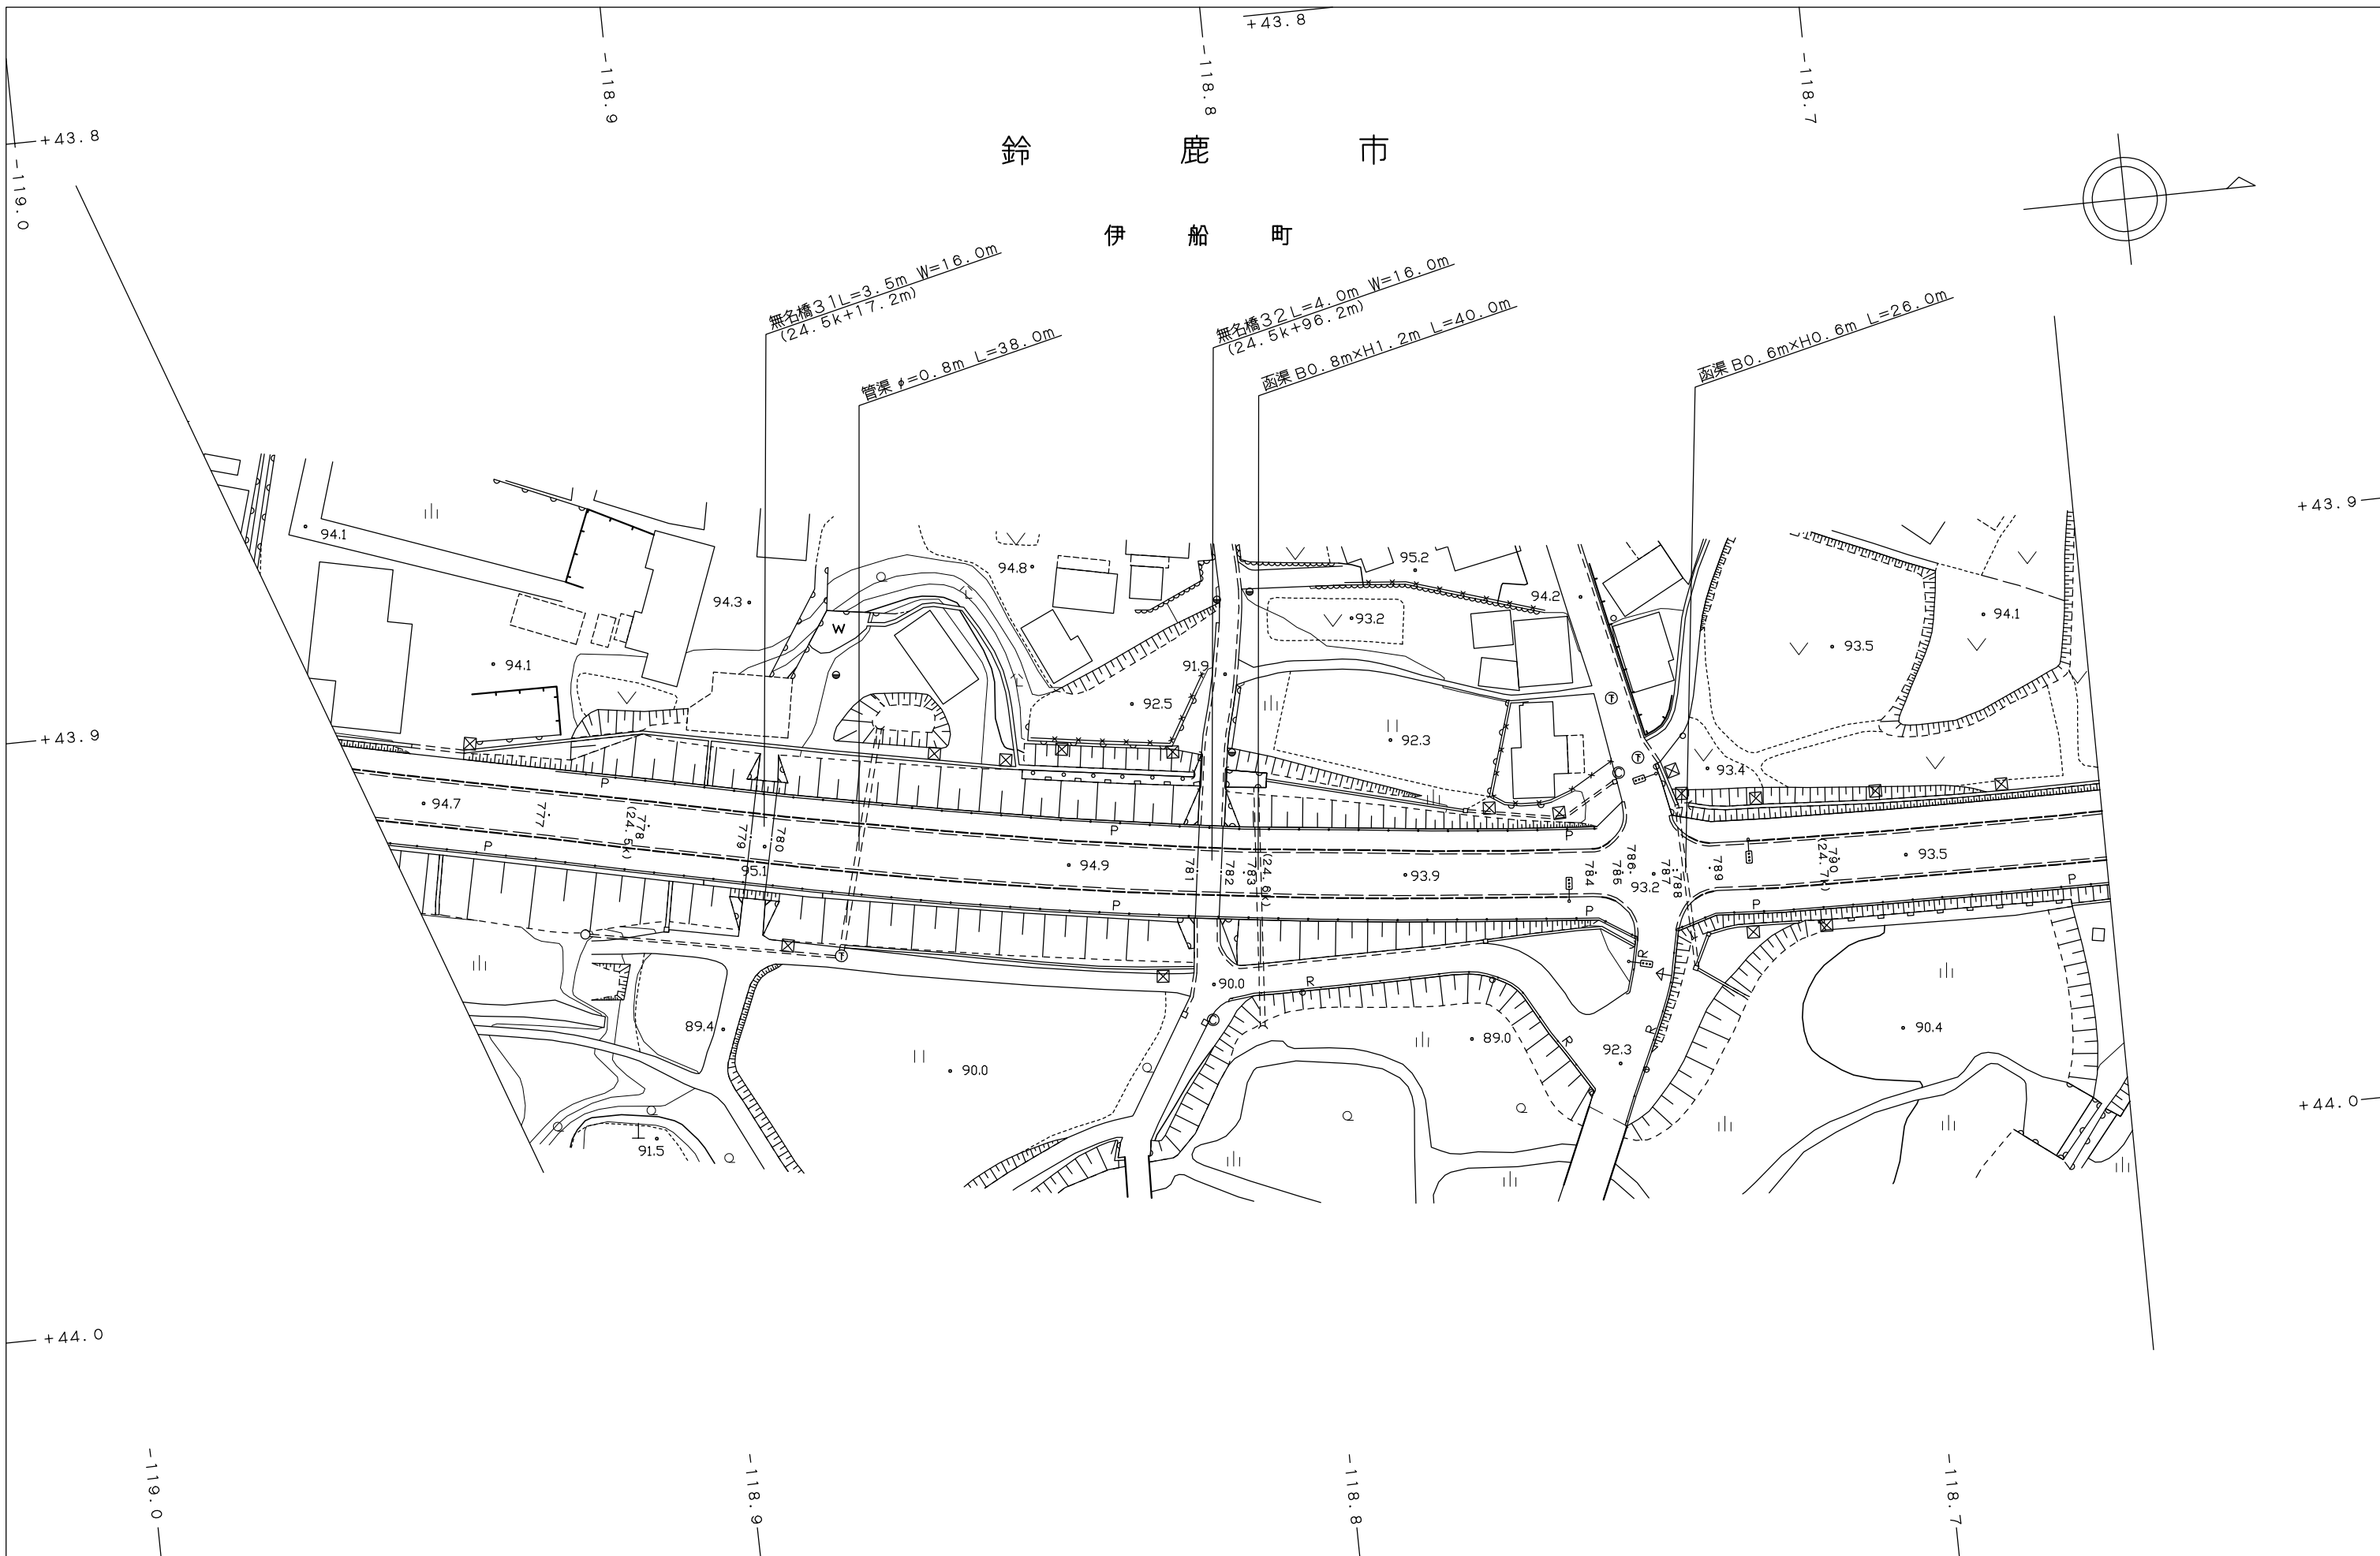 +43.8
-118.9
-118.8
-118.7
+43.8
-119.0
鈴鹿市
伊船町
無名橋31L=3.5m W=16.0m
(24.5k+17.2m)
管渠 φ=0.8m L=38.0m
無名橋32L=4.0m W=16.0m
(24.5k+96.2m)
函渠 B0.8m×H1.2m L=40.0m
函渠 B0.6m×H0.6m L=26.0m
+43.9
94.1
94.8
95.2
94.3
W
94.2
93.2
94.1
93.5
94.1
91.9
92.5
92.3
+43.9
93.4
P
94.7
777
778
(24.5k)
779
780
P
P
P
95.1
94.9
781
782
783
(24.6k)
93.9
784
785
786
93.2
787
788
789
790
(24.7k)
93.5
P
P
P
P
R
R
90.0
89.4
90.0
89.0
R
R
92.3
90.4
91.5
+44.0
+44.0
-119.0
-118.9
-118.8
-118.7